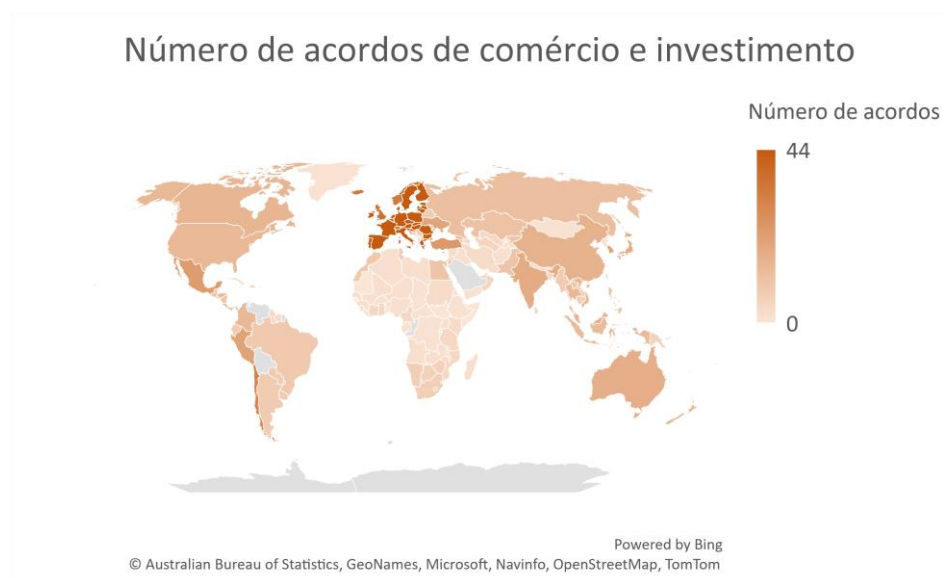 Número de acordos de comércio e investimento
Número de acordos
44
0
Powered by Bing
© Australian Bureau of Statistics, GeoNames, Microsoft, Navinfo, OpenStreetMap, TomTom